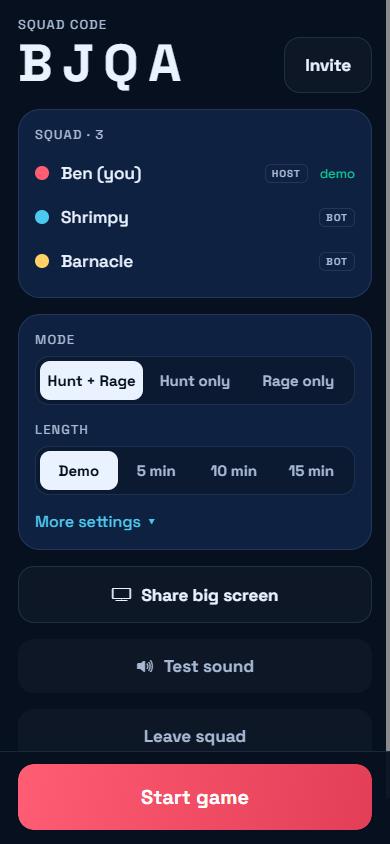 SQUAD CODE
BJQA
Invite
SQUAD · 3
Ben (you) HOST demo
Shrimpy BOT
Barnacle BOT
MODE
Hunt + Rage Hunt only Rage only
LENGTH
Demo 5 min 10 min 15 min
More settings ▾
Share big screen
Test sound
Leave squad
Start game